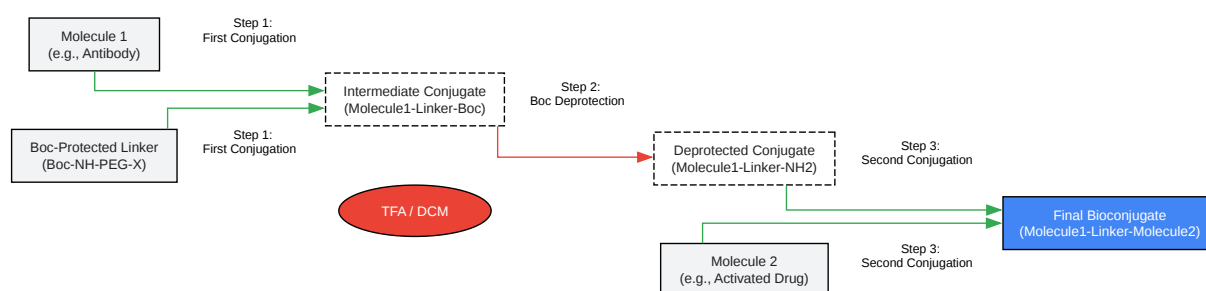 Molecule 1
(e.g., Antibody)
Step 1:
First Conjugation
Boc-Protected Linker
(Boc-NH-PEG-X)
Step 1:
First Conjugation
Intermediate Conjugate
(Molecule1-Linker-Boc)
Step 2:
Boc Deprotection
TFA / DCM
Deprotected Conjugate
(Molecule1-Linker-NH2)
Step 3:
Second Conjugation
Molecule 2
(e.g., Activated Drug)
Step 3:
Second Conjugation
Final Bioconjugate
(Molecule1-Linker-Molecule2)